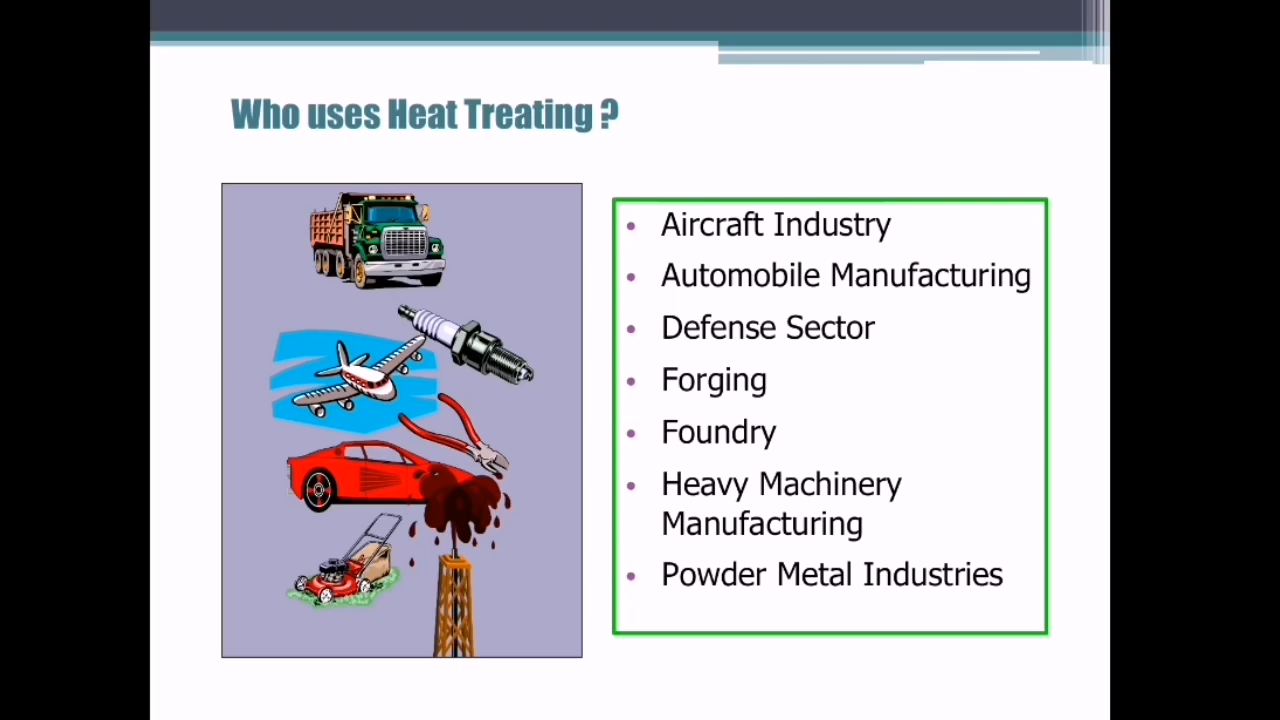 Who uses Heat Treating ?
• Aircraft Industry
• Automobile Manufacturing
• Defense Sector
• Forging
• Foundry
• Heavy Machinery
Manufacturing
• Powder Metal Industries